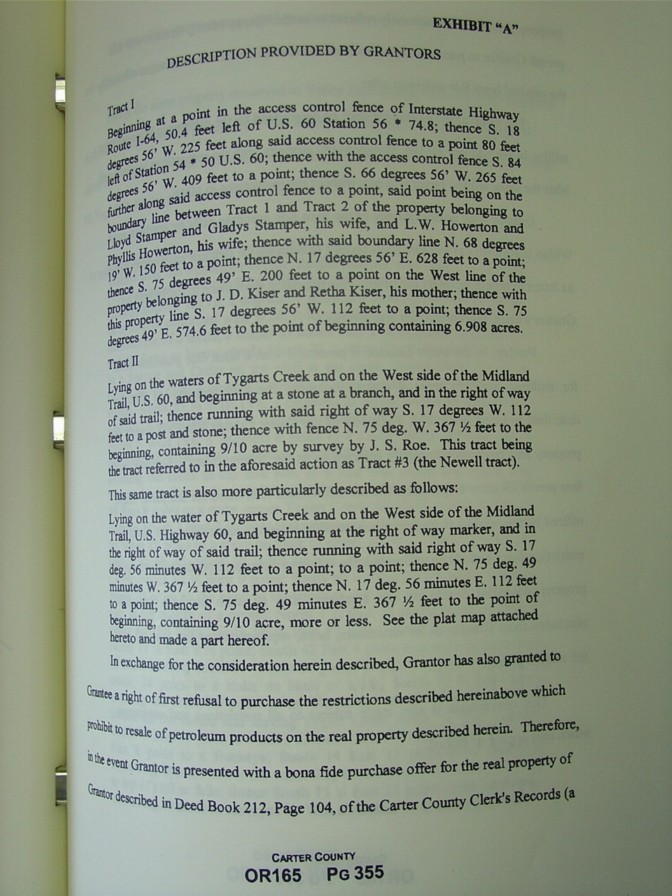 EXHIBIT “A”
DESCRIPTION PROVIDED BY GRANTORS
Tract I
Beginning at a point in the access control fence of Interstate Highway
Route I-64, 50.4 feet left of U.S. 60 Station 56 * 74.8; thence S. 18
degrees 56’ W. 225 feet along said access control fence to a point 80 feet
left of Station 54 * 50 U.S. 60; thence with the access control fence S. 84
degrees 56’ W. 409 feet to a point; thence S. 66 degrees 56’ W. 265 feet
further along said access control fence to a point, said point being on the
boundary line between Tract 1 and Tract 2 of the property belonging to
Lloyd Stamper and Gladys Stamper, his wife, and L.W. Howerton and
Phyllis Howerton, his wife; thence with said boundary line N. 68 degrees
19’ W. 150 feet to a point; thence N. 17 degrees 56’ E. 628 feet to a point;
thence S. 75 degrees 49’ E. 200 feet to a point on the West line of the
property belonging to J. D. Kiser and Retha Kiser, his mother; thence with
this property line S. 17 degrees 56’ W. 112 feet to a point; thence S. 75
degrees 49’ E. 574.6 feet to the point of beginning containing 6.908 acres.
Tract II
Lying on the waters of Tygarts Creek and on the West side of the Midland
Trail, U.S. 60, and beginning at a stone at a branch, and in the right of way
of said trail; thence running with said right of way S. 17 degrees W. 112
feet to a post and stone; thence with fence N. 75 deg. W. 367 ½ feet to the
beginning, containing 9/10 acre by survey by J. S. Roe. This tract being
the tract referred to in the aforesaid action as Tract #3 (the Newell tract).
This same tract is also more particularly described as follows:
Lying on the water of Tygarts Creek and on the West side of the Midland
Trail, U.S. Highway 60, and beginning at the right of way marker, and in
the right of way of said trail; thence running with said right of way S. 17
deg. 56 minutes W. 112 feet to a point; to a point; thence N. 75 deg. 49
minutes W. 367 ½ feet to a point; thence N. 17 deg. 56 minutes E. 112 feet
to a point; thence S. 75 deg. 49 minutes E. 367 ½ feet to the point of
beginning, containing 9/10 acre, more or less. See the plat map attached
hereto and made a part hereof.
In exchange for the consideration herein described, Grantor has also granted to
Grantee a right of first refusal to purchase the restrictions described hereinabove which
prohibit to resale of petroleum products on the real property described herein. Therefore,
in the event Grantor is presented with a bona fide purchase offer for the real property of
Grantor described in Deed Book 212, Page 104, of the Carter County Clerk's Records (a
CARTER COUNTY
OR165 PG 355